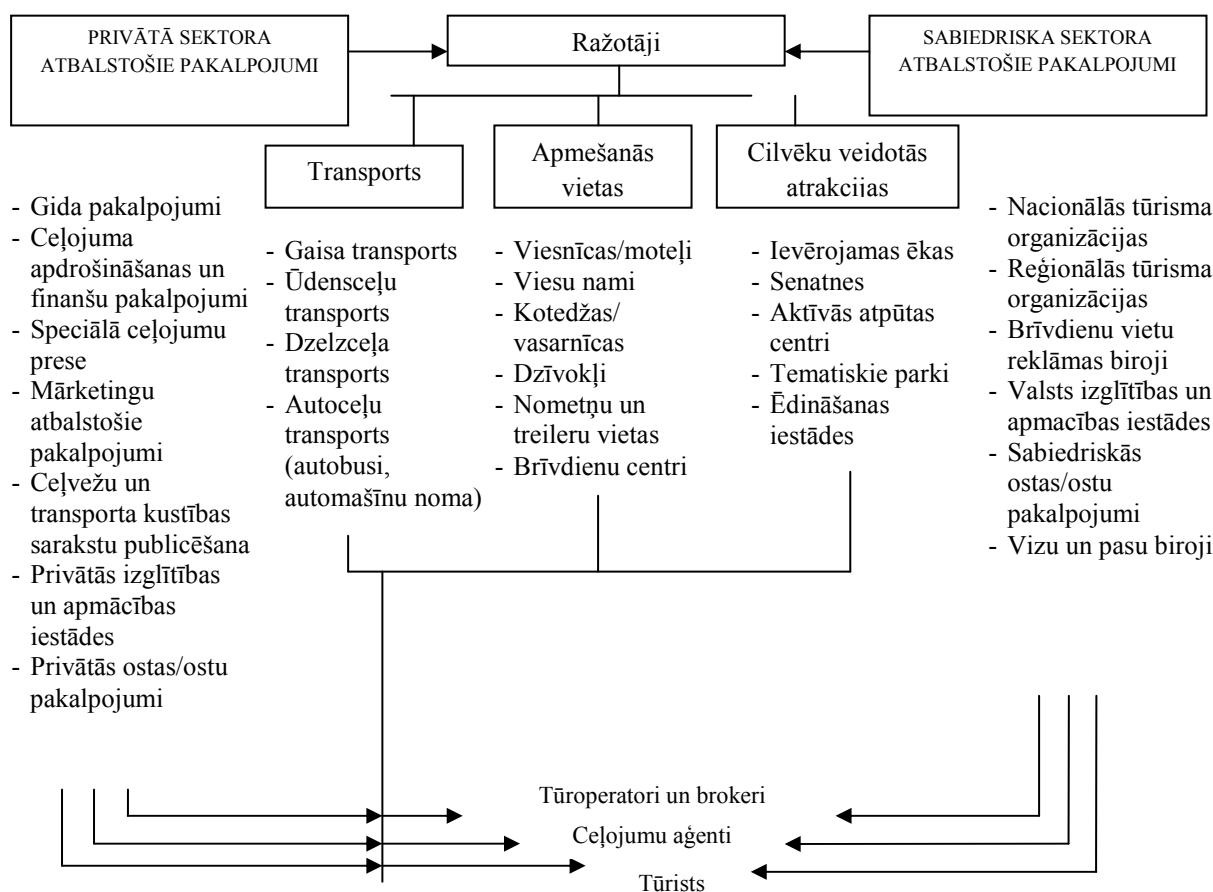 PRIVĀTĀ SEKTORA
ATBALSTOŠIE PAKALPOJUMI
Ražotāji
SABIEDRISKA SEKTORA
ATBALSTOŠIE PAKALPOJUMI
Transports
Apmešanās
vietas
Cilvēku veidotās
atrakcijas
- Gida pakalpojumi
- Ceļojuma
apdrošināšanas un
finanšu pakalpojumi
- Speciālā ceļojumu
prese
- Mārketingu
atbalstošie
pakalpojumi
- Ceļvežu un
transporta kustības
sarakstu publicēšana
- Privātās izglītības
un apmācības
iestādes
- Privātās ostas/ostu
pakalpojumi
- Gaisa transports
- Ūdensceļu
transports
- Dzelzceļa
transports
- Autoceļu
transports
(autobusi,
automašīnu noma)
- Viesnīcas/moteļi
- Viesu nami
- Kotedžas/
vasarnīcas
- Dzīvokļi
- Nometņu un
treileru vietas
- Brīvdienu centri
- Ievērojamas ēkas
- Senatnes
- Aktīvās atpūtas
centri
- Tematiskie parki
- Ēdināšanas
iestādes
- Nacionālās tūrisma
organizācijas
- Reģionālās tūrisma
organizācijas
- Brīvdienu vietu
reklāmas biroji
- Valsts izglītības un
apmacības iestādes
- Sabiedriskās
ostas/ostu
pakalpojumi
- Vizu un pasu biroji
Tūroperatori un brokeri
Ceļojumu aģenti
Tūrists